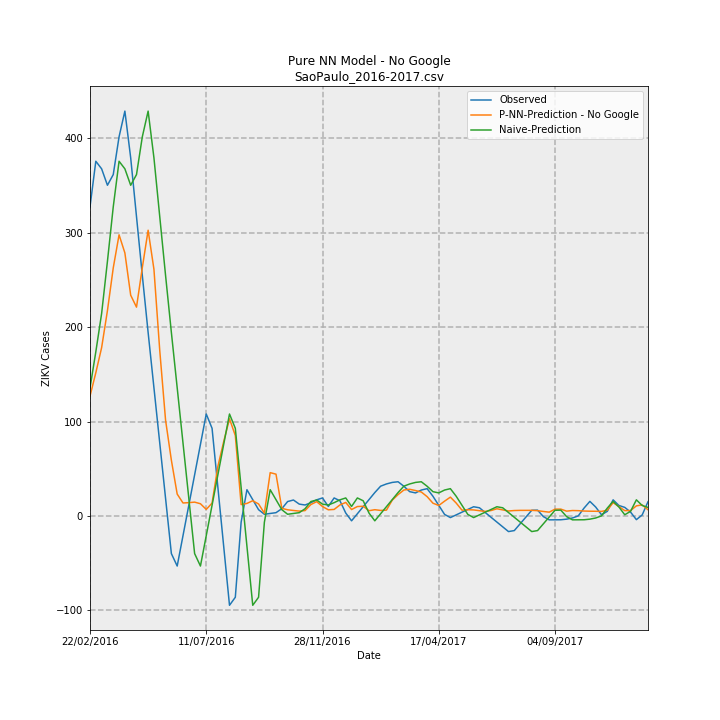 Pure NN Model - No Google
SaoPaulo_2016-2017.csv
Observed
P-NN-Prediction - No Google
Naive-Prediction
ZIKV Cases
400
300
200
100
0
−100
22/02/2016
11/07/2016
28/11/2016
17/04/2017
04/09/2017
Date